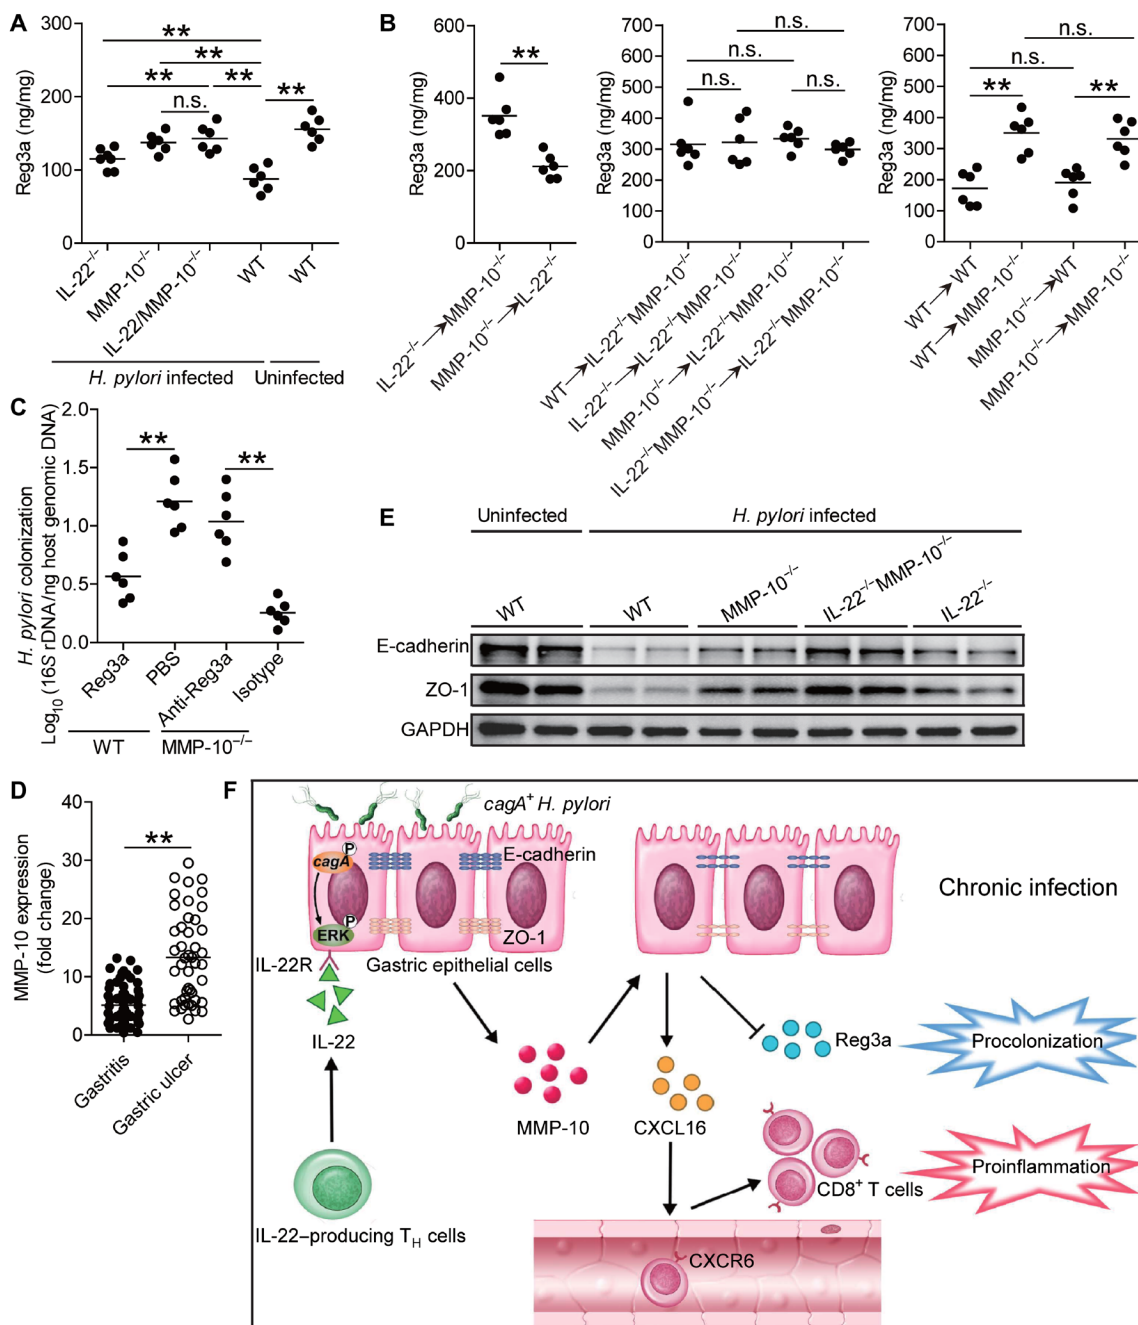 A
Reg3a (ng/mg)
300
200
150
100
50
0
**
**
**
**
**
n.s.
IL-22⁻/⁻
MMP-10⁻/⁻
IL-22/MMP-10⁻/⁻
WT
WT
H. pylori infected
Uninfected
B
Reg3a (ng/mg)
600
400
200
0
**
IL-22⁻/⁻→MMP-10⁻/⁻
MMP-10⁻/⁻→IL-22⁻/⁻
Reg3a (ng/mg)
700
600
500
400
300
200
100
0
n.s.
n.s.
n.s.
n.s.
WT→IL-22⁻/⁻MMP-10⁻/⁻
IL-22⁻/⁻→IL-22⁻/⁻MMP-10⁻/⁻
MMP-10⁻/⁻→IL-22⁻/⁻MMP-10⁻/⁻
IL-22⁻/⁻MMP-10⁻/⁻→IL-22⁻/⁻MMP-10⁻/⁻
Reg3a (ng/mg)
700
600
500
400
300
200
100
0
n.s.
n.s.
**
**
WT→WT
WT→MMP-10⁻/⁻
MMP-10⁻/⁻→WT
MMP-10⁻/⁻→MMP-10⁻/⁻
C
H. pylori colonization
Log₁₀ (16S rDNA/ng host genomic DNA)
2.0
1.5
1.0
0.5
0.0
**
**
Reg3a
PBS
Anti-Reg3a
Isotype
WT
MMP-10⁻/⁻
E
Uninfected
H. pylori infected
WT
WT
MMP-10⁻/⁻
IL-22⁻/⁻MMP-10⁻/⁻
IL-22⁻/⁻
E-cadherin
ZO-1
GAPDH
D
MMP-10 expression
(fold change)
40
30
20
10
0
**
Gastritis
Gastric ulcer
F
cagA⁺ H. pylori
P
cagA
E-cadherin
P
ERK
ZO-1
IL-22R
Gastric epithelial cells
IL-22
IL-22–producing T_H cells
MMP-10
CXCL16
Reg3a
CD8⁺ T cells
CXCR6
Chronic infection
Procolonization
Proinflammation